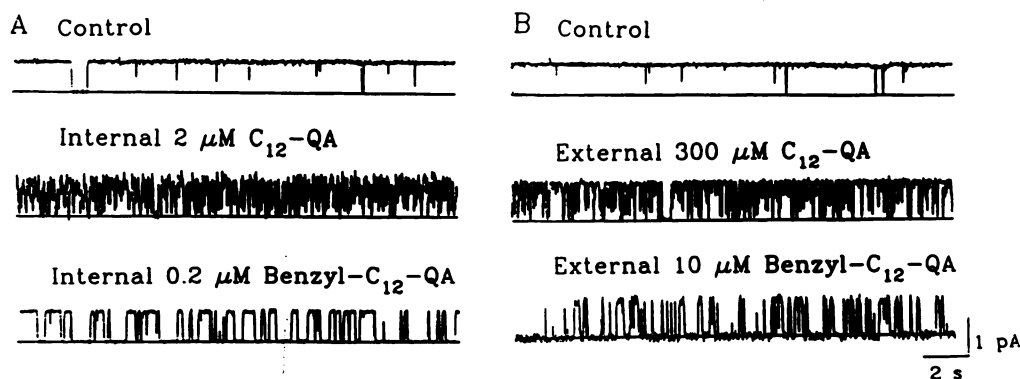 A Control
Internal 2 μM C₁₂-QA
Internal 0.2 μM Benzyl-C₁₂-QA
B Control
External 300 μM C₁₂-QA
External 10 μM Benzyl-C₁₂-QA
1 pA
2 s